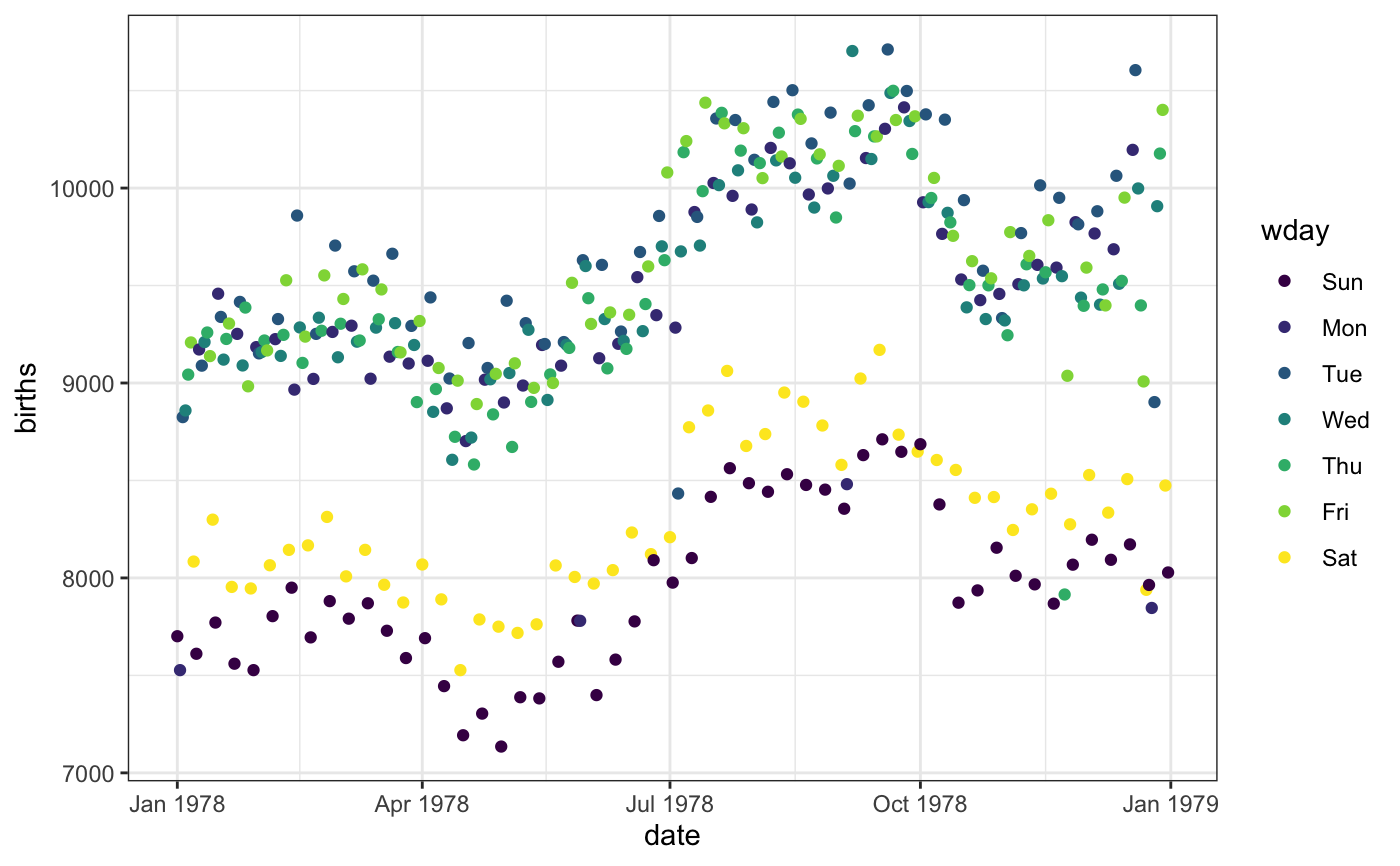 births
10000
9000
8000
7000
Jan 1978
Apr 1978
Jul 1978
Oct 1978
Jan 1979
date
wday
Sun
Mon
Tue
Wed
Thu
Fri
Sat